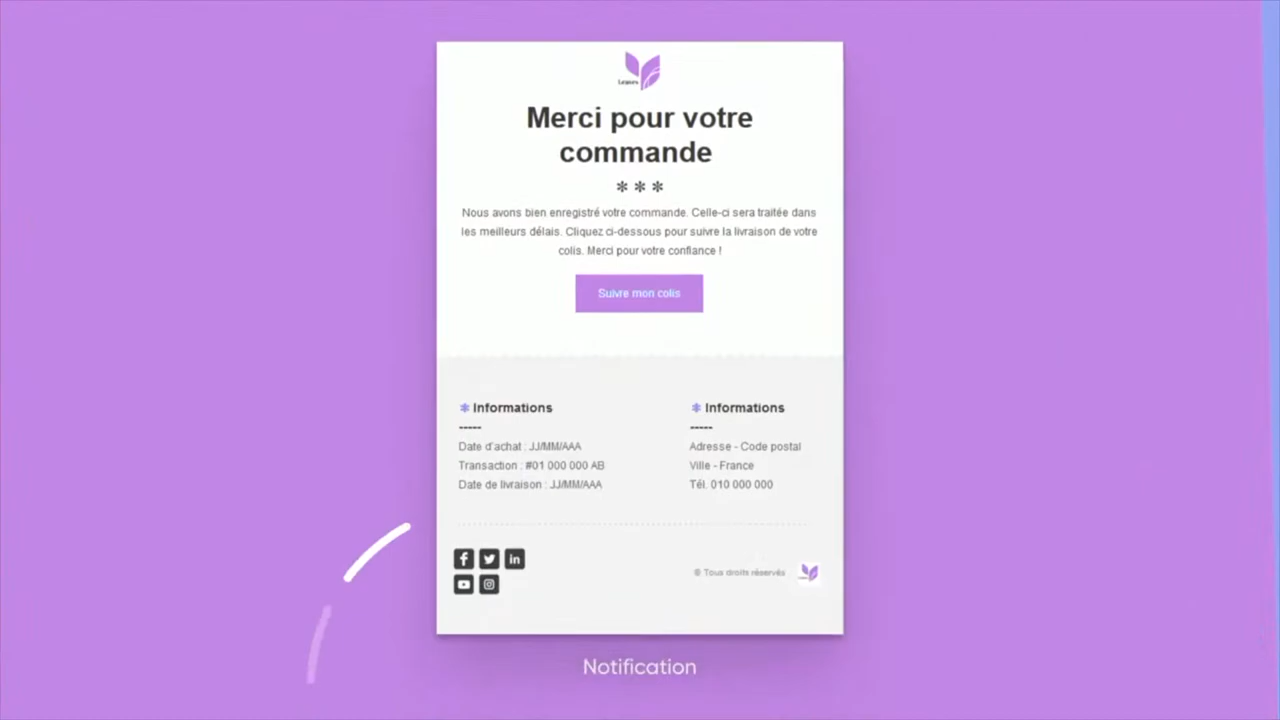 Merci pour votre
commande
✻ ✻ ✻
Nous avons bien enregistré votre commande. Celle-ci sera traitée dans
les meilleurs délais. Cliquez ci-dessous pour suivre la livraison de votre
colis. Merci pour votre confiance !
Suivre mon colis
✻ Informations
-----
Date d'achat : JJ/MM/AAA
Transaction : #01 000 000 AB
Date de livraison : JJ/MM/AAA
✻ Informations
-----
Adresse - Code postal
Ville - France
Tél. 010 000 000
© Toux droits réservés
Notification